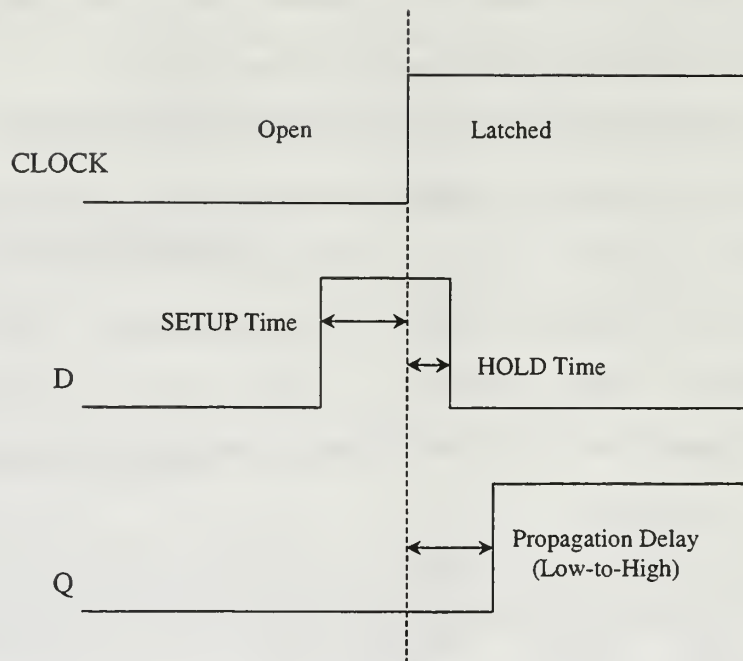 Open
Latched
CLOCK
SETUP Time
HOLD Time
D
Propagation Delay
(Low-to-High)
Q